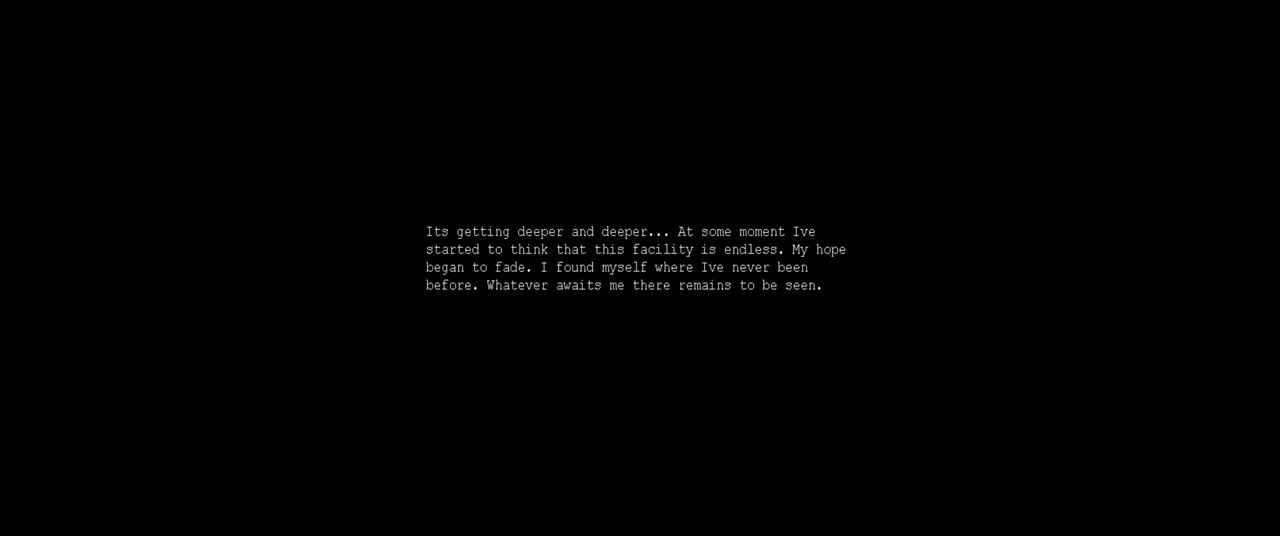 Its getting deeper and deeper... At some moment Ive
started to think that this facility is endless. My hope
began to fade. I found myself where Ive never been
before. Whatever awaits me there remains to be seen.